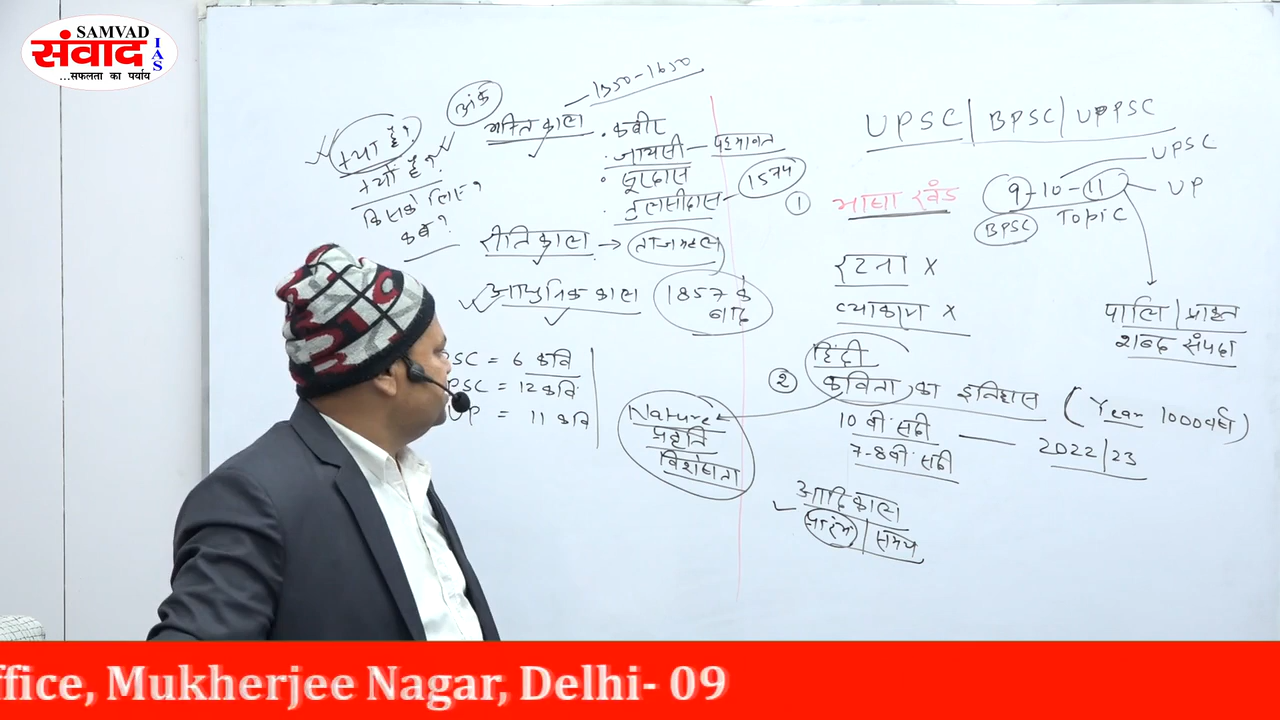 SAMVAD
संवाद
IAS
...सफलता का पर्याय
क्या है?
क्यों है?
किसके लिए?
कब?
अंक
1350-1650
भक्तिकाल
• कबीर
• जायसी - पद्मावत
• सूरदास
• तुलसीदास - 1574
रीतिकाल → ताजमहल
आधुनिक काल
1857 के
बाद
SC = 6 कवि
PSC = 12 कवि
UP = 11 कवि
Nature
प्रवृत्ति
विशेषता
UPSC | BPSC | UPPSC
① भाषा खंड
9-10-11
UPSC
UP
BPSC
Topic
रटना x
व्याकरण x
पालि | प्राकृत
शब्द संपदा
② हिंदी
कविता का इतिहास (Year 1000 वर्ष)
10 वीं सदी — 2022/23
7-8 वीं सदी
आदिकाल
प्रारंभ | समय
ffice, Mukherjee Nagar, Delhi- 09